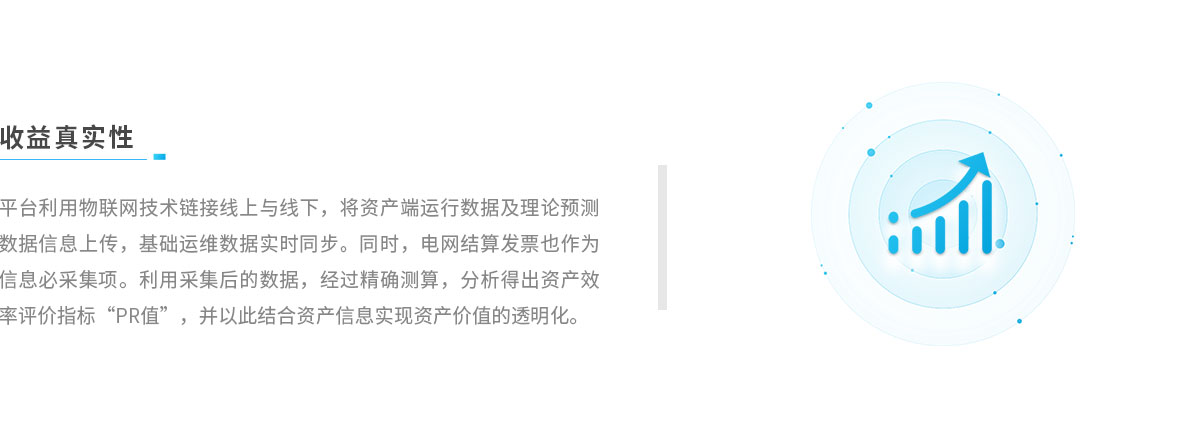 收益真实性
平台利用物联网技术链接线上与线下，将资产端运行数据及理论预测
数据信息上传，基础运维数据实时同步。同时，电网结算发票也作为
信息必采集项。利用采集后的数据，经过精确测算，分析得出资产效
率评价指标“PR值”，并以此结合资产信息实现资产价值的透明化。